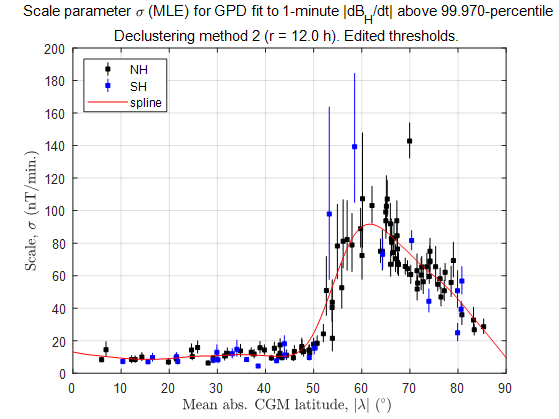 Scale parameter σ (MLE) for GPD fit to 1-minute |dB_H/dt| above 99.970-percentile
Declustering method 2 (r = 12.0 h). Edited thresholds.
200
180
160
140
120
100
80
60
40
20
0
Scale, σ (nT/min.)
NH
SH
spline
0 10 20 30 40 50 60 70 80 90
Mean abs. CGM latitude, |λ| (°)